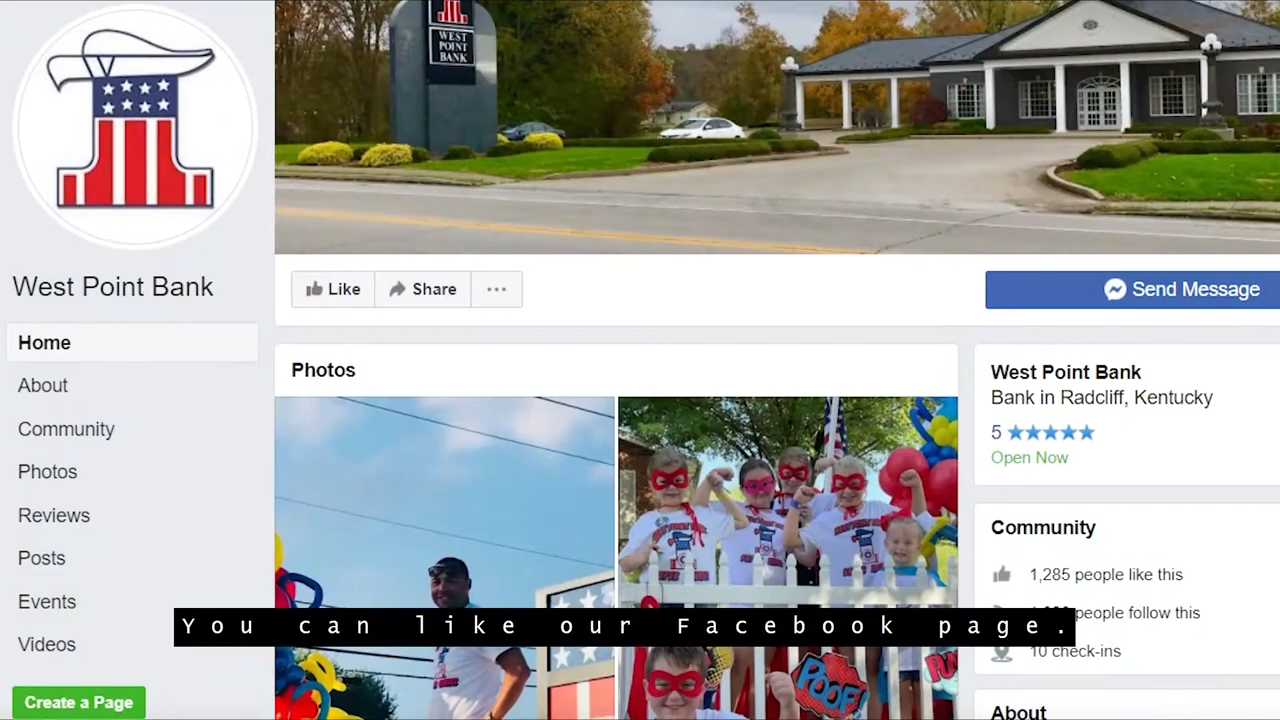 WEST
POINT
BANK
West Point Bank
Like
Share
Send Message
Home
About
Community
Photos
Reviews
Posts
Events
Videos
Create a Page
Photos
POOF!
West Point Bank
Bank in Radcliff, Kentucky
5
Open Now
Community
1,285 people like this
people follow this
10 check-ins
About
You can like our Facebook page.